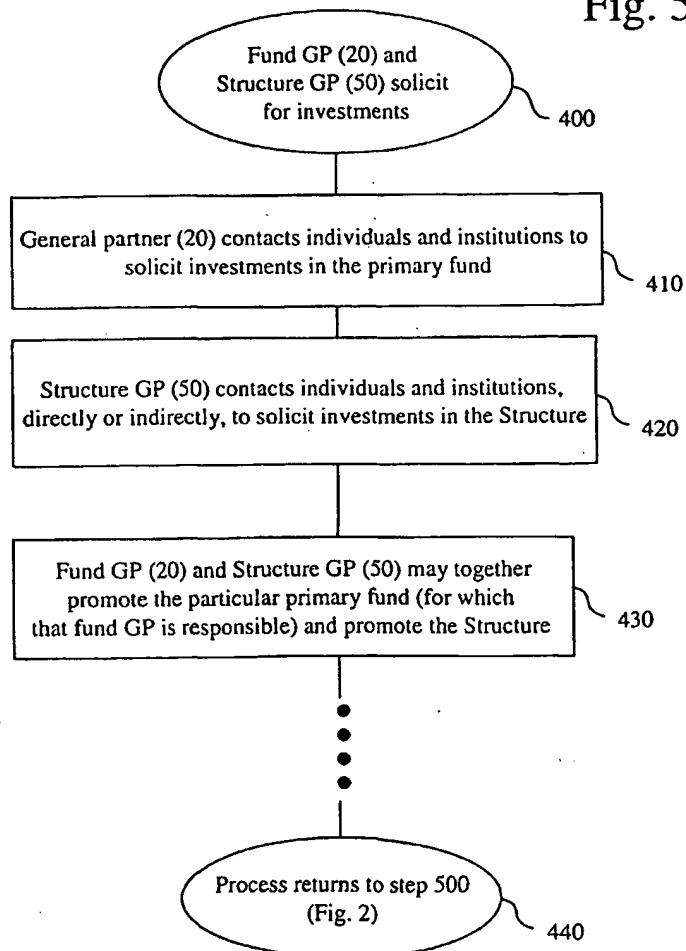 Fig. 5
Fund GP (20) and
Structure GP (50) solicit
for investments
400
General partner (20) contacts individuals and institutions to
solicit investments in the primary fund
410
Structure GP (50) contacts individuals and institutions,
directly or indirectly, to solicit investments in the Structure
420
Fund GP (20) and Structure GP (50) may together
promote the particular primary fund (for which
that fund GP is responsible) and promote the Structure
430
Process returns to step 500
(Fig. 2)
440